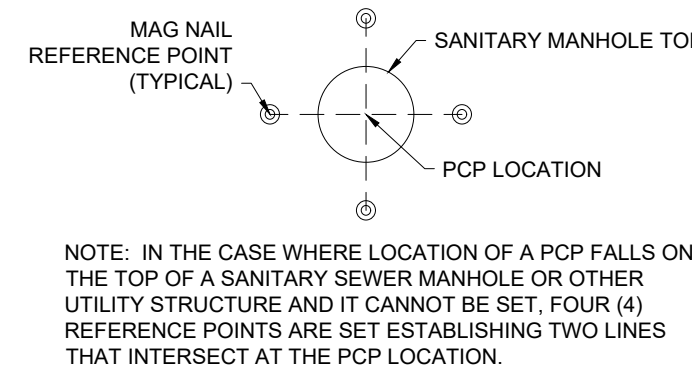 MAG NAIL
REFERENCE POINT
(TYPICAL)
SANITARY MANHOLE TOP
PCP LOCATION
NOTE: IN THE CASE WHERE LOCATION OF A PCP FALLS ON
THE TOP OF A SANITARY SEWER MANHOLE OR OTHER
UTILITY STRUCTURE AND IT CANNOT BE SET, FOUR (4)
REFERENCE POINTS ARE SET ESTABLISHING TWO LINES
THAT INTERSECT AT THE PCP LOCATION.